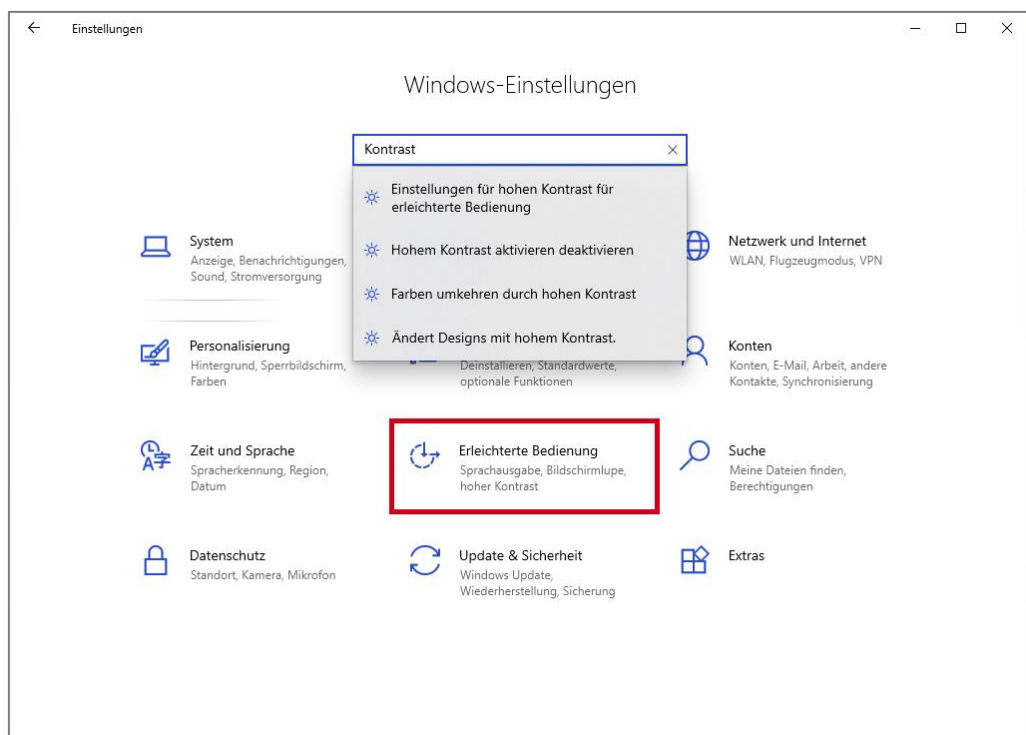 Einstellungen
Windows-Einstellungen
Kontrast
Einstellungen für hohen Kontrast für
erleichterte Bedienung
Hohem Kontrast aktivieren deaktivieren
Farben umkehren durch hohen Kontrast
Ändert Designs mit hohem Kontrast.
System
Anzeige, Benachrichtigungen,
Sound, Stromversorgung
Netzwerk und Internet
WLAN, Flugzeugmodus, VPN
Personalisierung
Hintergrund, Sperrbildschirm,
Farben
Deinstallieren, Standardwerte,
optionale Funktionen
Konten
Konten, E-Mail, Arbeit, andere
Kontakte, Synchronisierung
Zeit und Sprache
Spracherkennung, Region,
Datum
Erleichterte Bedienung
Sprachausgabe, Bildschirmlupe,
hoher Kontrast
Suche
Meine Dateien finden,
Berechtigungen
Datenschutz
Standort, Kamera, Mikrofon
Update & Sicherheit
Windows Update,
Wiederherstellung, Sicherung
Extras